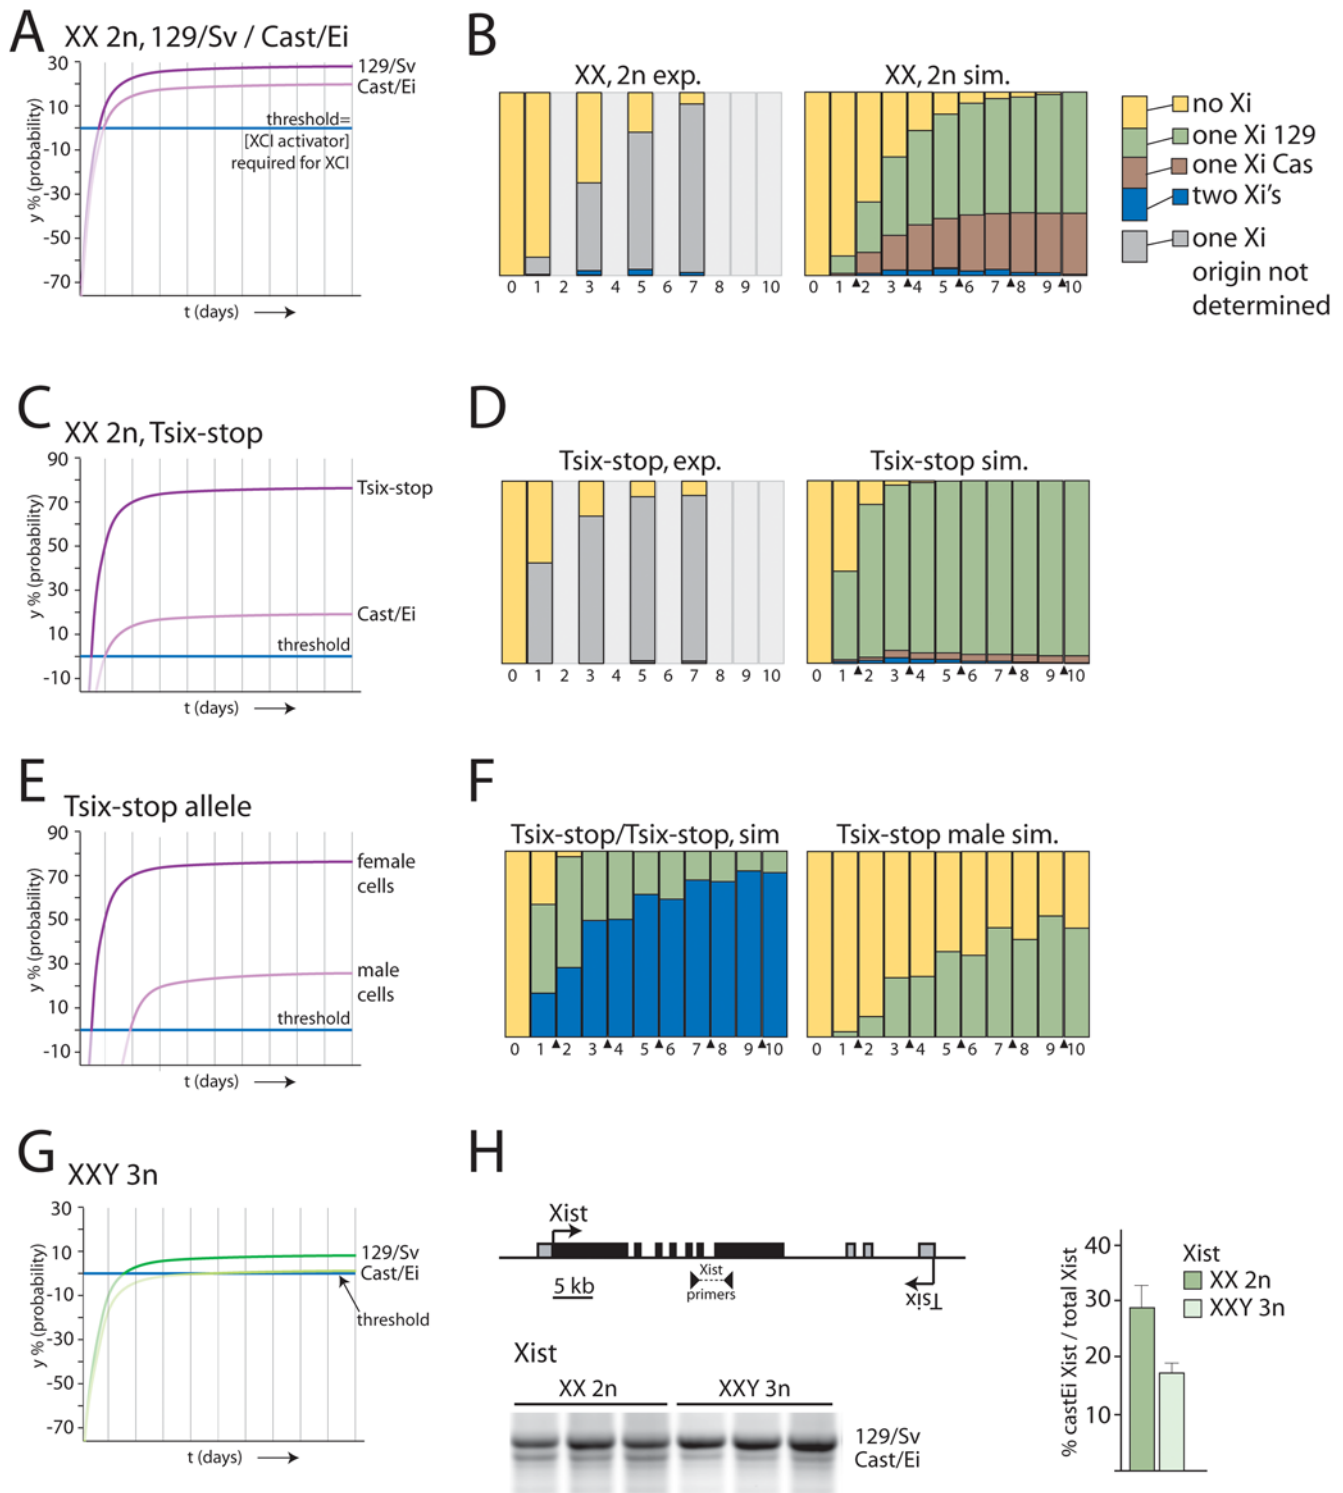 A
XX 2n, 129/Sv / Cast/Ei
30
10
-10
-30
-50
-70
y % (probability)
129/Sv
Cast/Ei
threshold=
[XCI activator]
required for XCI
t (days)
B
XX, 2n exp.
0 1 2 3 4 5 6 7 8 9 10
XX, 2n sim.
0 1 2 3 4 5 6 7 8 9 10
no Xi
one Xi 129
one Xi Cas
two Xi's
one Xi
origin not
determined
C
XX 2n, Tsix-stop
90
70
50
30
10
-10
y % (probability)
Tsix-stop
Cast/Ei
threshold
t (days)
D
Tsix-stop, exp.
0 1 2 3 4 5 6 7 8 9 10
Tsix-stop sim.
0 1 2 3 4 5 6 7 8 9 10
E
Tsix-stop allele
90
70
50
30
10
-10
y % (probability)
female
cells
male
cells
threshold
t (days)
F
Tsix-stop/Tsix-stop, sim
0 1 2 3 4 5 6 7 8 9 10
Tsix-stop male sim.
0 1 2 3 4 5 6 7 8 9 10
G
XXY 3n
30
10
-10
-30
-50
-70
y % (probability)
129/Sv
Cast/Ei
threshold
t (days)
H
Xist
5 kb
Xist
primers
Tsix
Xist
XX 2n
XXY 3n
129/Sv
Cast/Ei
% castEi Xist / total Xist
40
30
20
10
Xist
XX 2n
XXY 3n